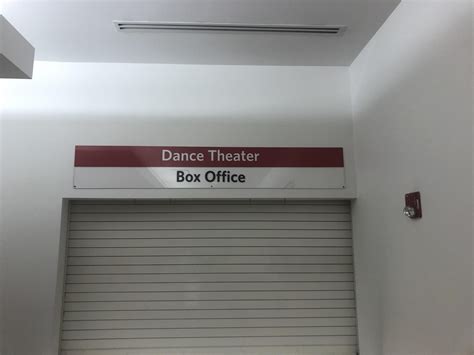 Dance Theater
Box Office